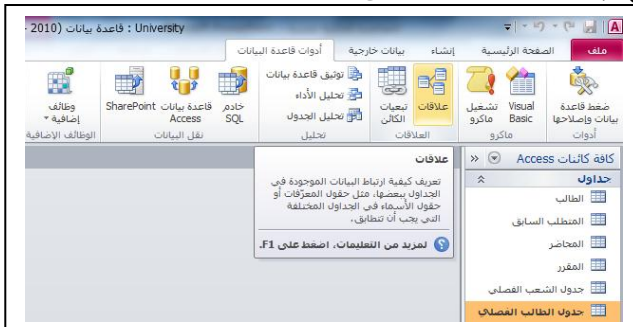 University : قاعدة بيانات (2010 -
ملف الصفحة الرئيسية إنشاء بيانات خارجية أدوات قاعدة البيانات
ضغط قاعدة بيانات وإصلاحها
Visual Basic
تشغيل ماكرو
علاقات
تبعيات الكائن
توثيق قاعدة بيانات
تحليل الأداء
تحليل الجدول
خادم SQL
قاعدة بيانات Access
SharePoint
وظائف إضافية
أدوات ماكرو العلاقات تحليل نقل البيانات الوظائف الإضافية
كافة كائنات Access
جداول
الطالب
المتطلب السابق
المحاضر
المقرر
جدول الشعب الفصلي
جدول الطالب الفصلي
علاقات
تعريف كيفية ارتباط البيانات الموجودة في
الجداول ببعضها، مثل حقول المعرّفات أو
حقول الأسماء في الجداول المختلفة
التي يجب أن تتطابق.
لمزيد من التعليمات، اضغط على F1.